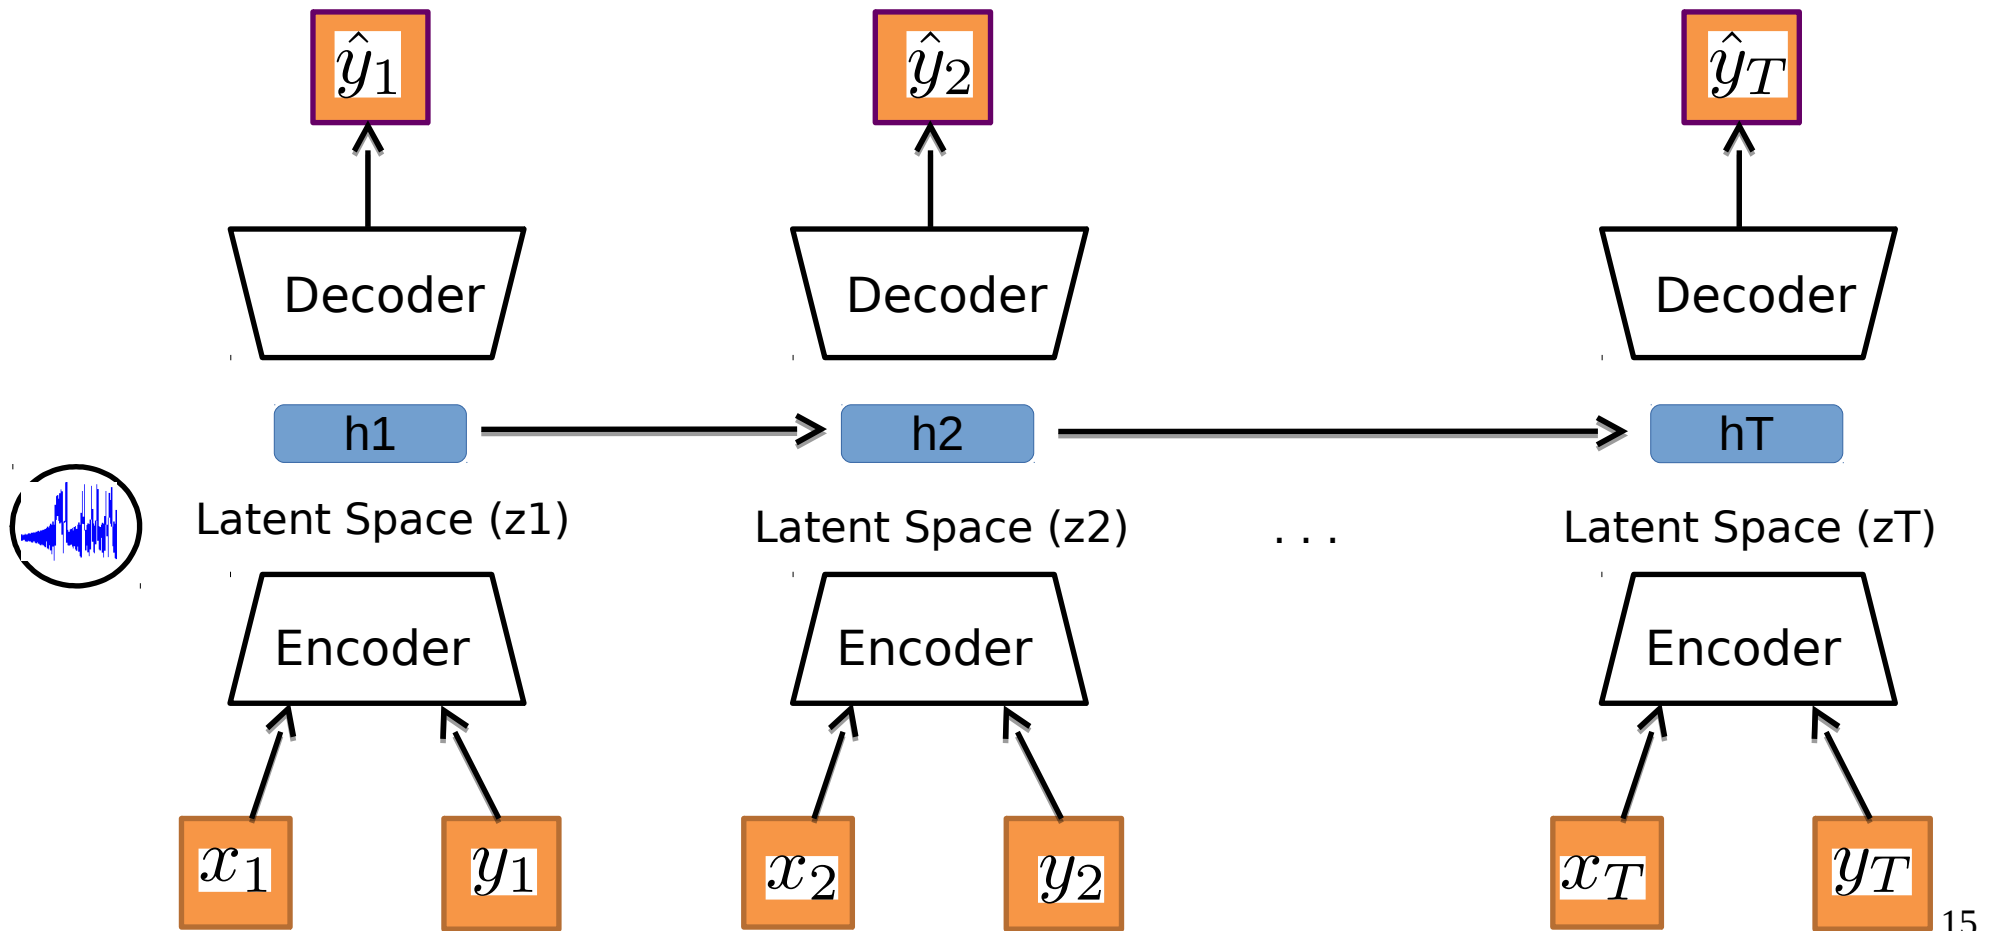 ŷ1 ŷ2 ŷT
Decoder Decoder Decoder
h1 h2 hT
Latent Space (z1) Latent Space (z2) . . . Latent Space (zT)
Encoder Encoder Encoder
x1 y1 x2 y2 xT yT
15